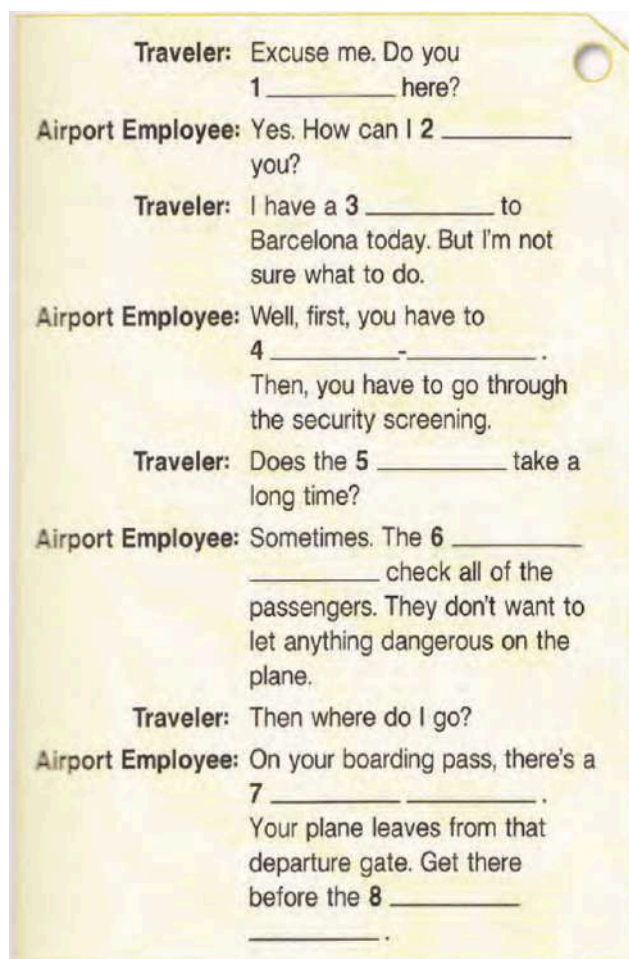 Traveler: Excuse me. Do you
1 __________ here?
Airport Employee: Yes. How can I 2 __________
you?
Traveler: I have a 3 __________ to
Barcelona today. But I'm not
sure what to do.
Airport Employee: Well, first, you have to
4 __________-__________ .
Then, you have to go through
the security screening.
Traveler: Does the 5 __________ take a
long time?
Airport Employee: Sometimes. The 6 __________
__________ check all of the
passengers. They don't want to
let anything dangerous on the
plane.
Traveler: Then where do I go?
Airport Employee: On your boarding pass, there's a
7 __________ __________ .
Your plane leaves from that
departure gate. Get there
before the 8 __________
__________ .